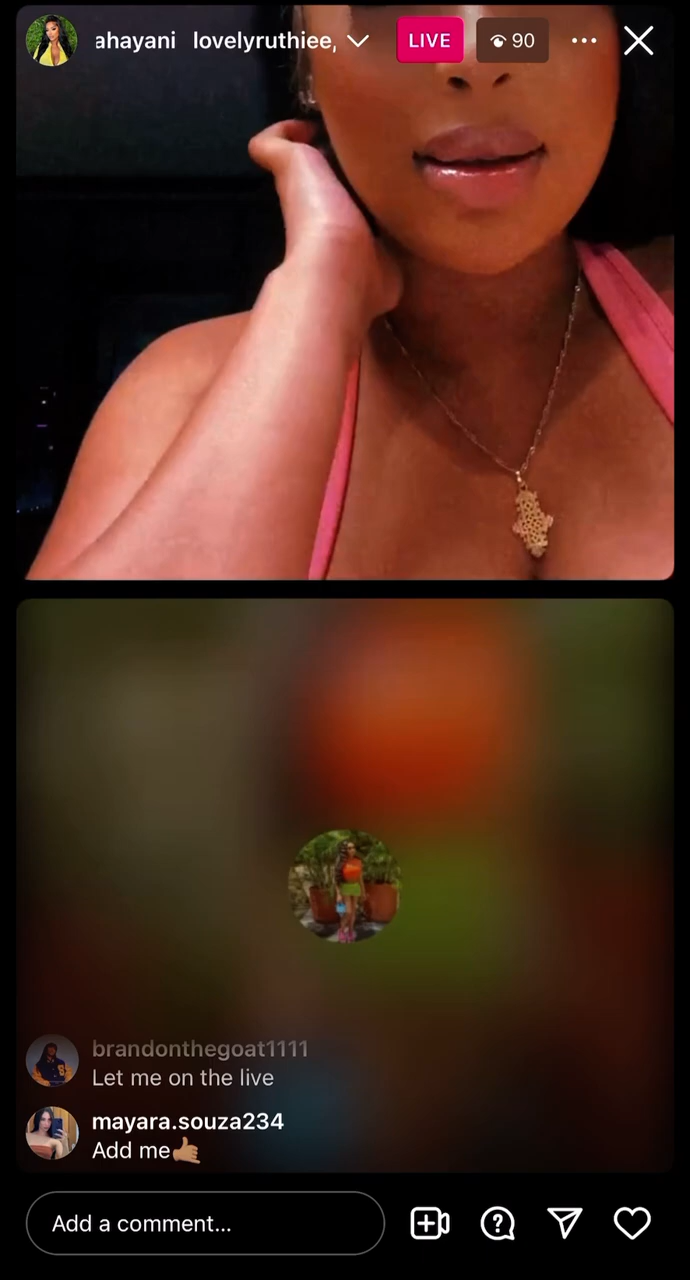 ahayani lovelyruthiee,
LIVE
90
brandonthegoat1111
Let me on the live
mayara.souza234
Add me🤙🏽
Add a comment...